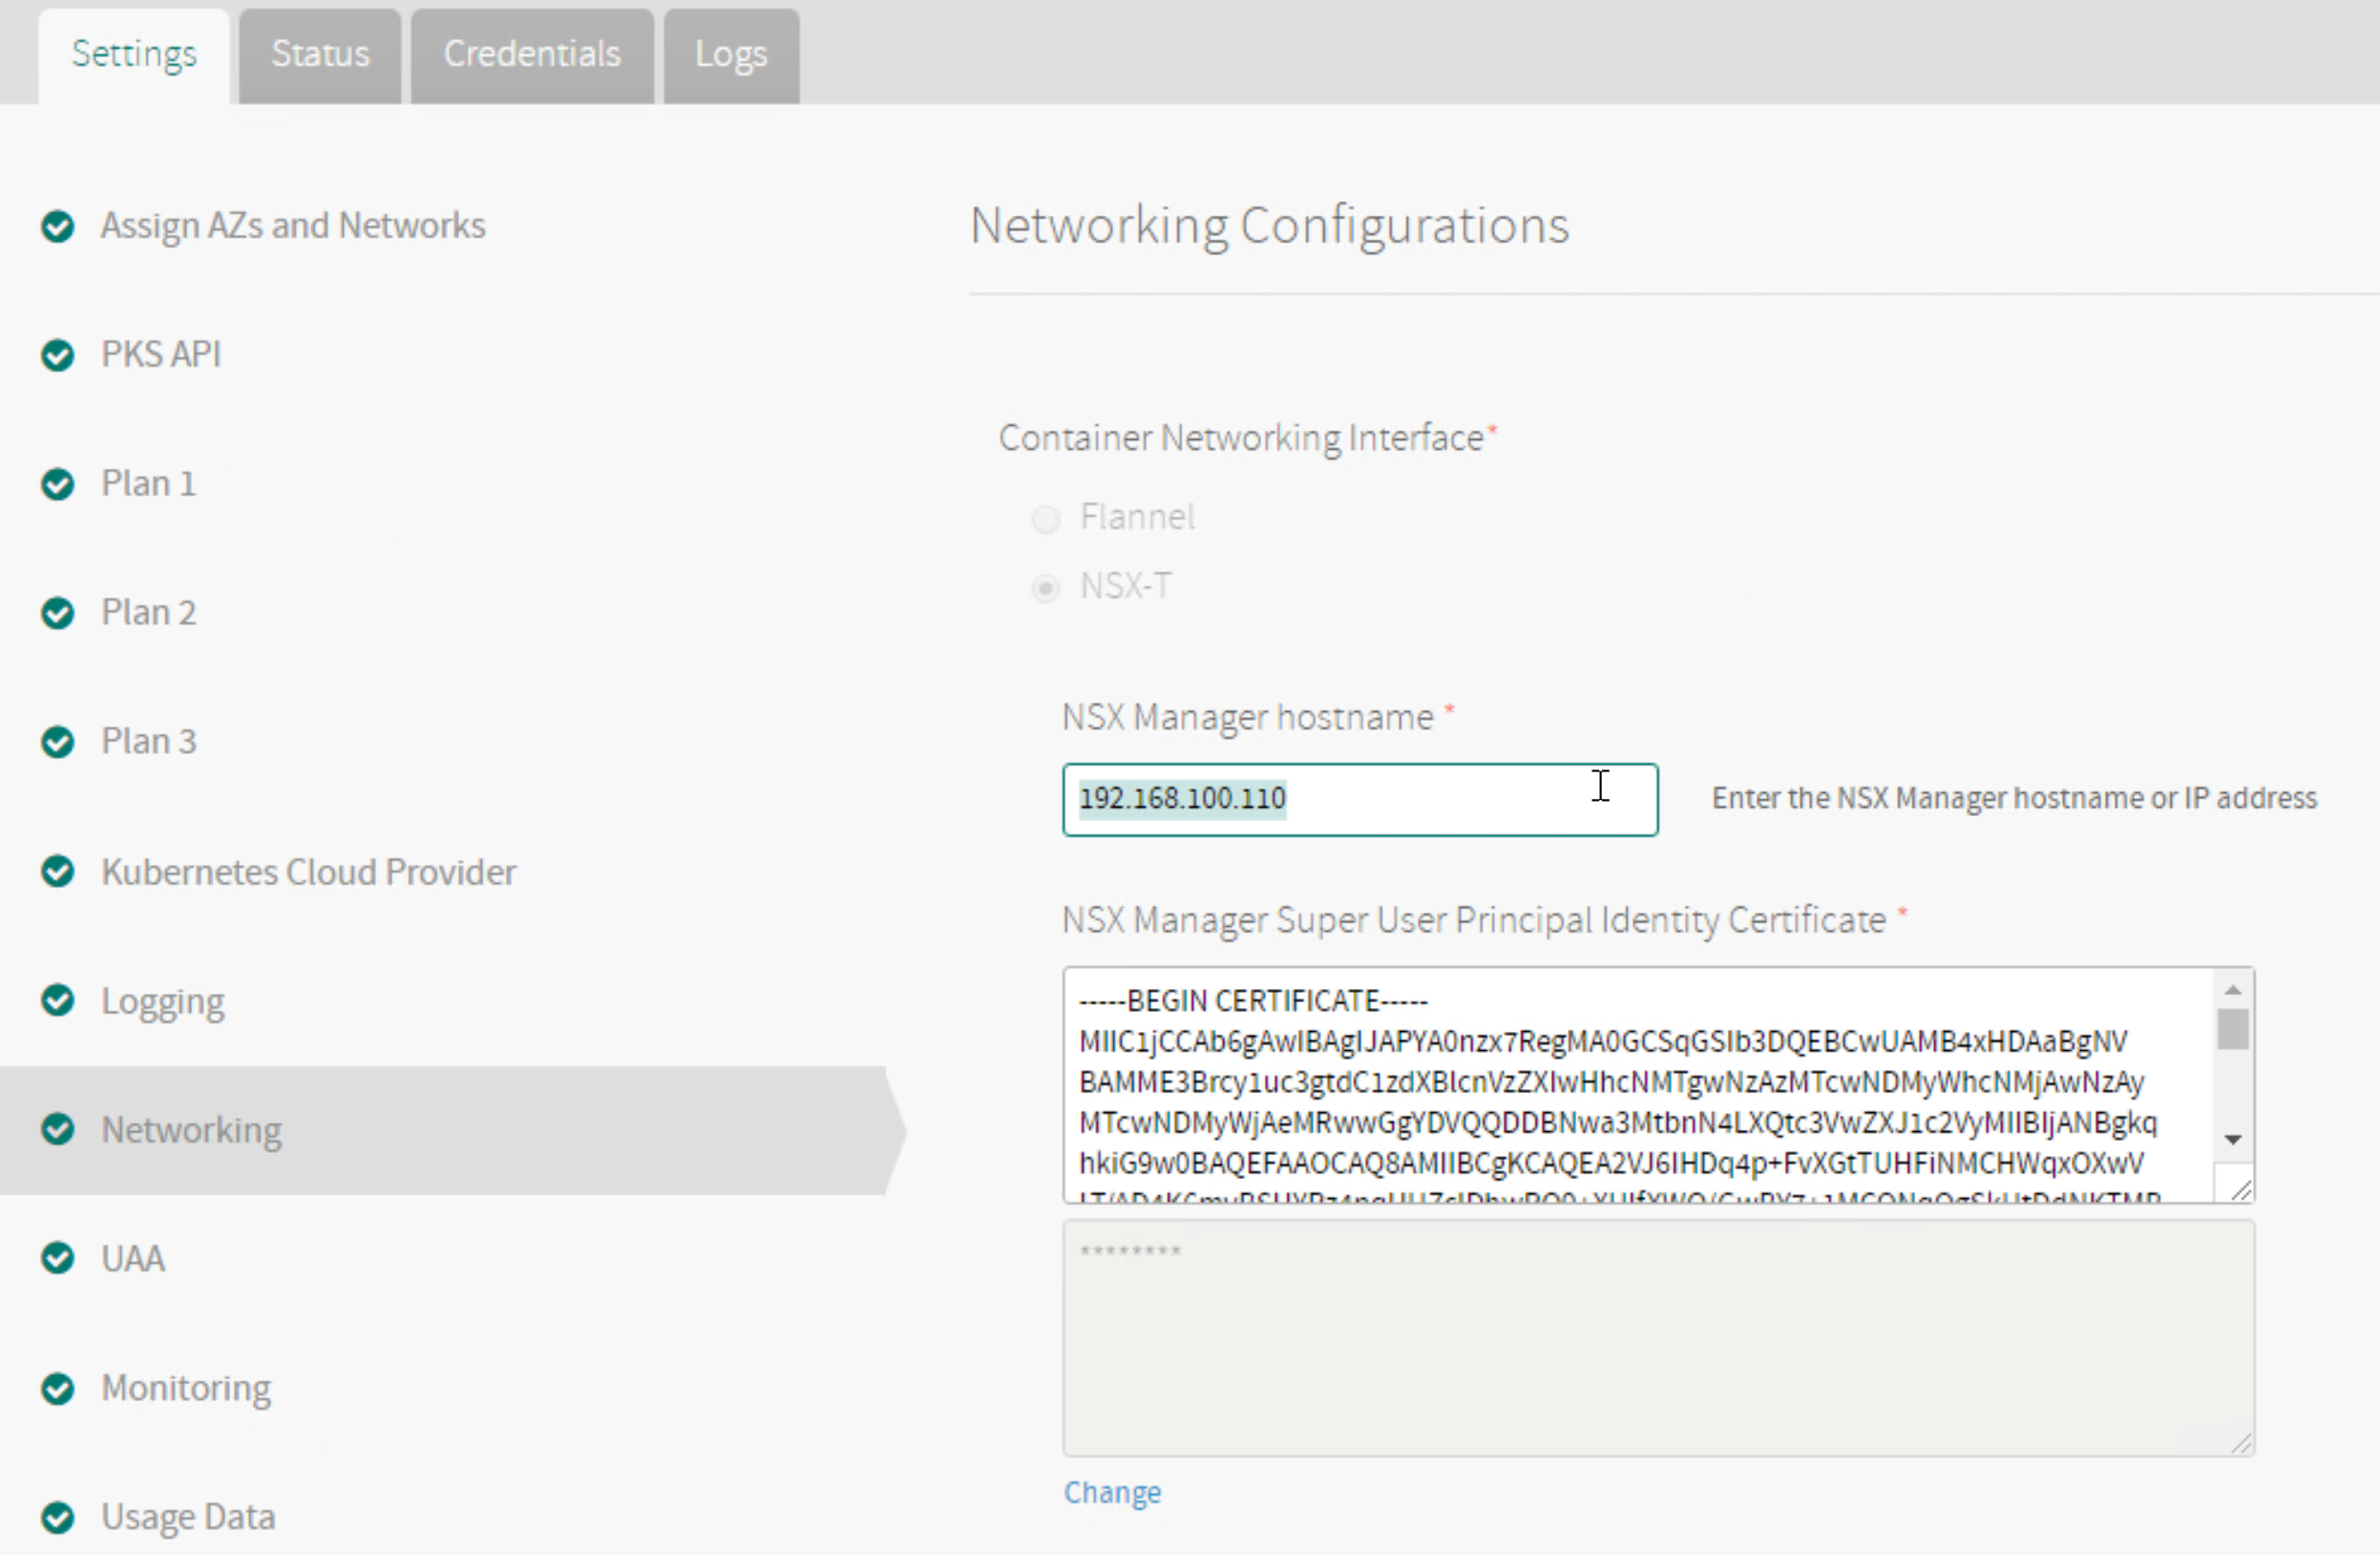 Settings
Status
Credentials
Logs
Assign AZs and Networks
PKS API
Plan 1
Plan 2
Plan 3
Kubernetes Cloud Provider
Logging
Networking
UAA
Monitoring
Usage Data
Networking Configurations
Container Networking Interface*
Flannel
NSX-T
NSX Manager hostname *
192.168.100.110
Enter the NSX Manager hostname or IP address
NSX Manager Super User Principal Identity Certificate *
-----BEGIN CERTIFICATE-----
MIIC1jCCAb6gAwIBAgIJAPYA0nzx7RegMA0GCSqGSIb3DQEBCwUAMB4xHDAaBgNV
BAMME3Brcy1uc3gtdC1zdXBlcnVzZXIwHhcNMTgwNzAzMTcwNDMyWhcNMjAwNzAy
MTcwNDMyWjAeMRwwGgYDVQQDDBNwa3MtbnN4LXQtc3VwZXJ1c2VyMIIBIjANBgkq
hkiG9w0BAQEFAAOCAQ8AMIIBCgKCAQEA2VJ6IHDq4p+FvXGtTUHFiNMCHWqxOXwV
********
Change